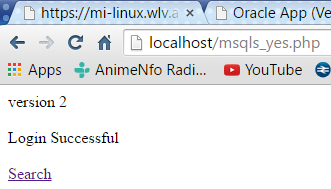 https://mi-linux.wlv.a
Oracle App (Ve
localhost/msqls_yes.php
Apps
AnimeNfo Radi...
YouTube
version 2
Login Successful
Search